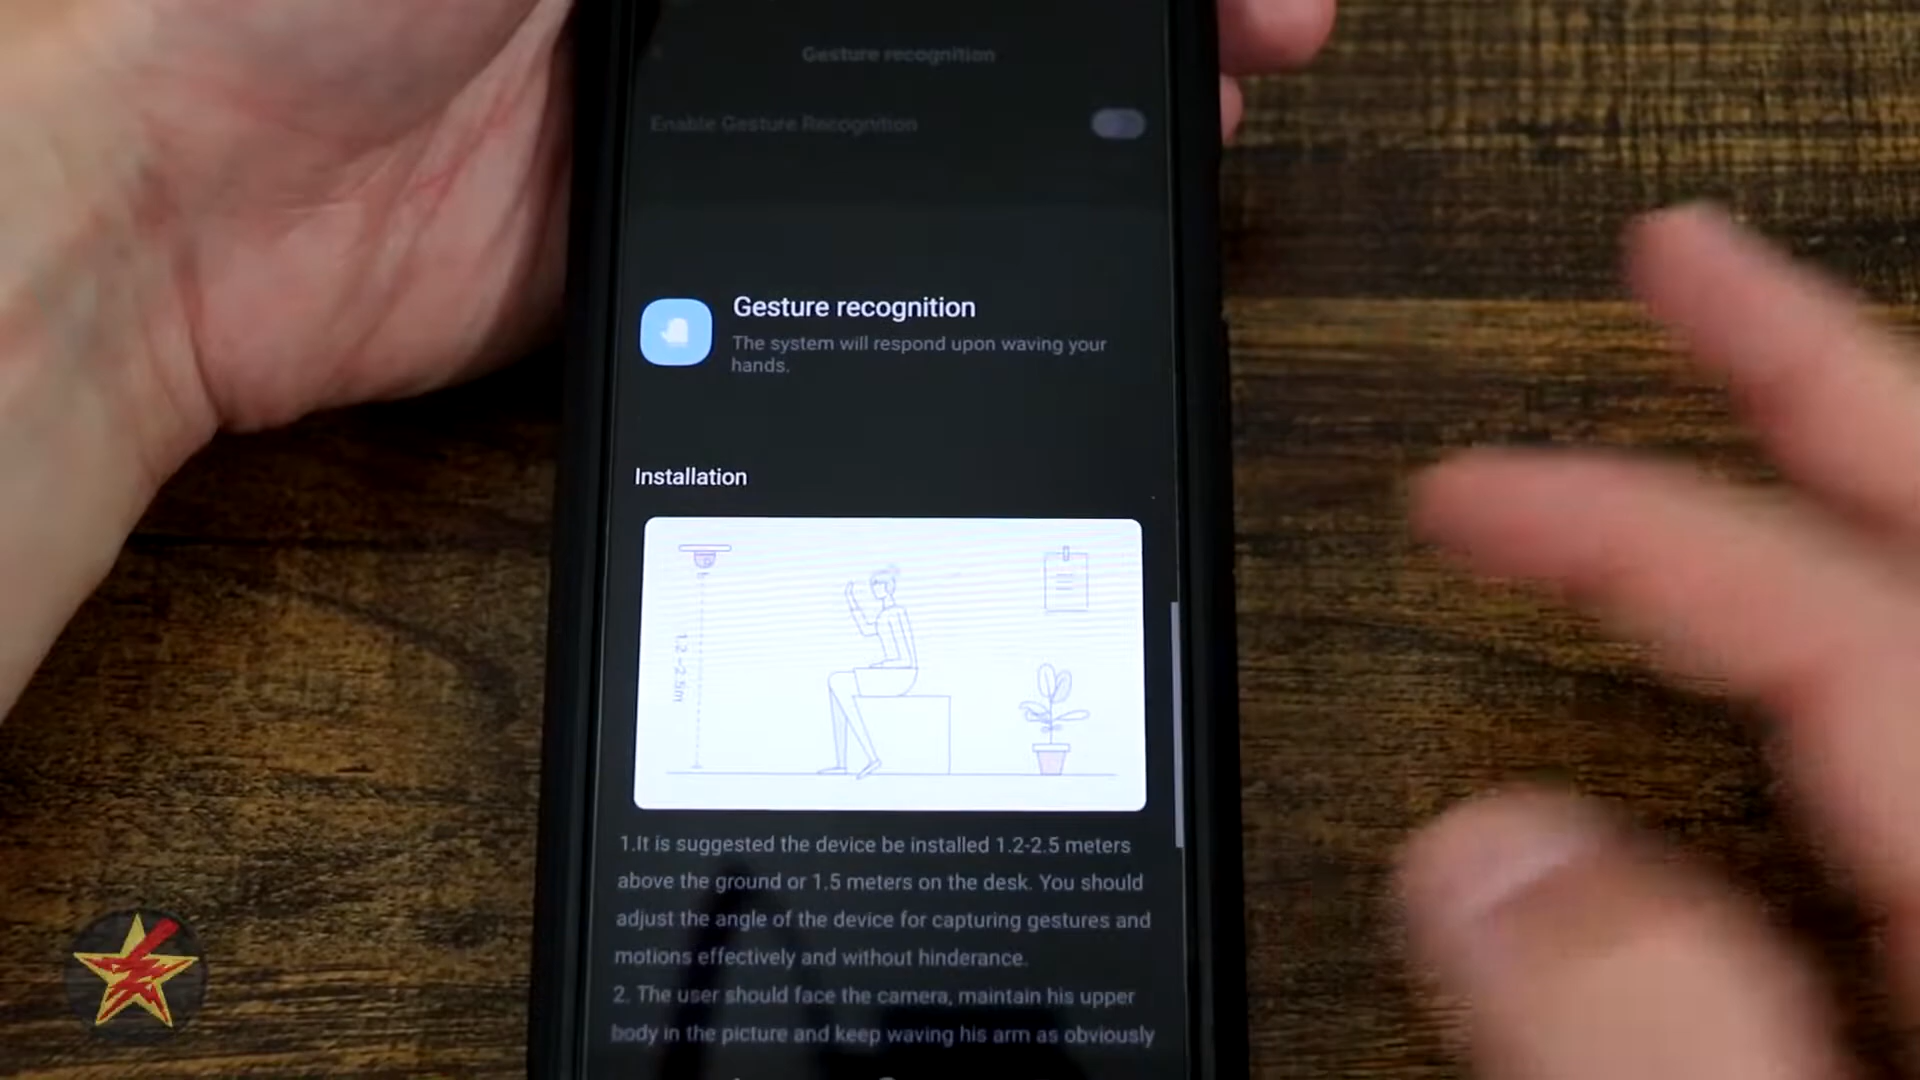 Gesture recognition
Enable Gesture Recognition
Gesture recognition
The system will respond upon waving your
hands.
Installation
1.2-2.5m
1.It is suggested the device be installed 1.2-2.5 meters
above the ground or 1.5 meters on the desk. You should
adjust the angle of the device for capturing gestures and
motions effectively and without hinderance.
2. The user should face the camera, maintain his upper
body in the picture and keep waving his arm as obviously